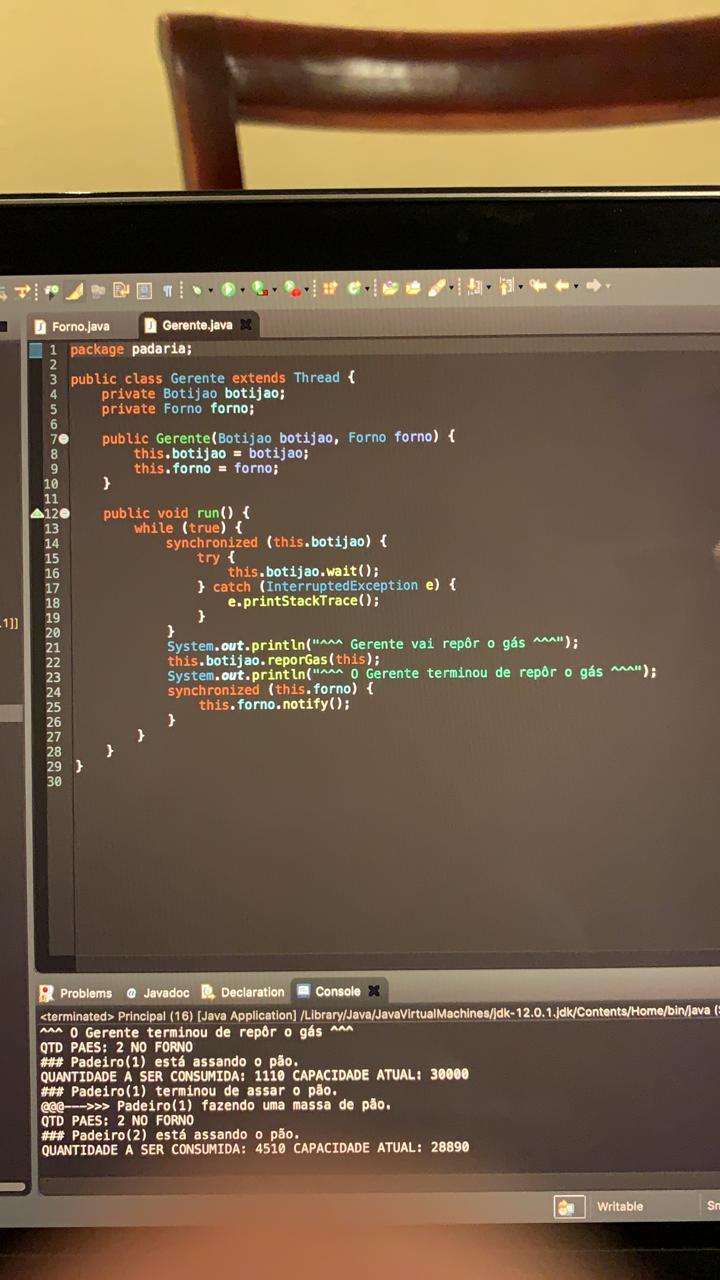 Forno.java
Gerente.java
1 package padaria;
2
3 public class Gerente extends Thread {
4 private Botijao botijao;
5 private Forno forno;
6
7 public Gerente(Botijao botijao, Forno forno) {
8 this.botijao = botijao;
9 this.forno = forno;
10 }
11
12 public void run() {
13 while (true) {
14 synchronized (this.botijao) {
15 try {
16 this.botijao.wait();
17 } catch (InterruptedException e) {
18 e.printStackTrace();
19 }
20 }
21 System.out.println("^^^ Gerente vai repôr o gás ^^^");
22 this.botijao.reporGas(this);
23 System.out.println("^^^ O Gerente terminou de repôr o gás ^^^");
24 synchronized (this.forno) {
25 this.forno.notify();
26 }
27 }
28 }
29 }
30
.1]]
Problems
@ Javadoc
Declaration
Console
<terminated> Principal (16) [Java Application] /Library/Java/JavaVirtualMachines/jdk-12.0.1.jdk/Contents/Home/bin/java (
^^^ O Gerente terminou de repôr o gás ^^^
QTD PAES: 2 NO FORNO
### Padeiro(1) está assando o pão.
QUANTIDADE A SER CONSUMIDA: 1110 CAPACIDADE ATUAL: 30000
### Padeiro(1) terminou de assar o pão.
@@@--->>> Padeiro(1) fazendo uma massa de pão.
QTD PAES: 2 NO FORNO
### Padeiro(2) está assando o pão.
QUANTIDADE A SER CONSUMIDA: 4510 CAPACIDADE ATUAL: 28890
Writable